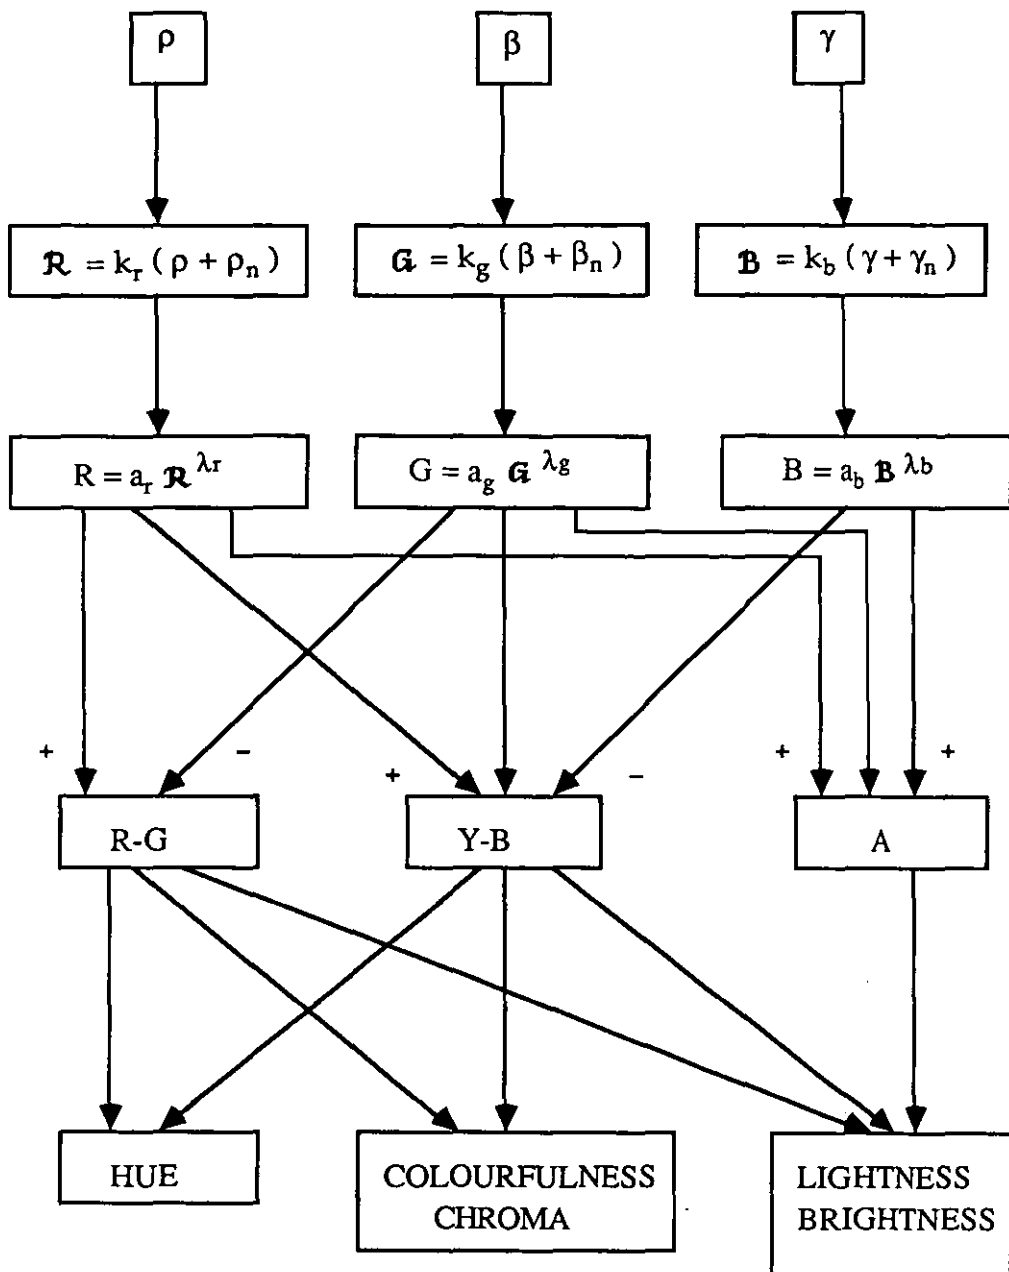 ρ β γ
𝓡 = k_r ( ρ + ρ_n ) 𝓖 = k_g ( β + β_n ) 𝓑 = k_b ( γ + γ_n )
R = a_r 𝓡^λr G = a_g 𝓖^λg B = a_b 𝓑^λb
+ - + - + +
R-G Y-B A
HUE
COLOURFULNESS
CHROMA
LIGHTNESS
BRIGHTNESS